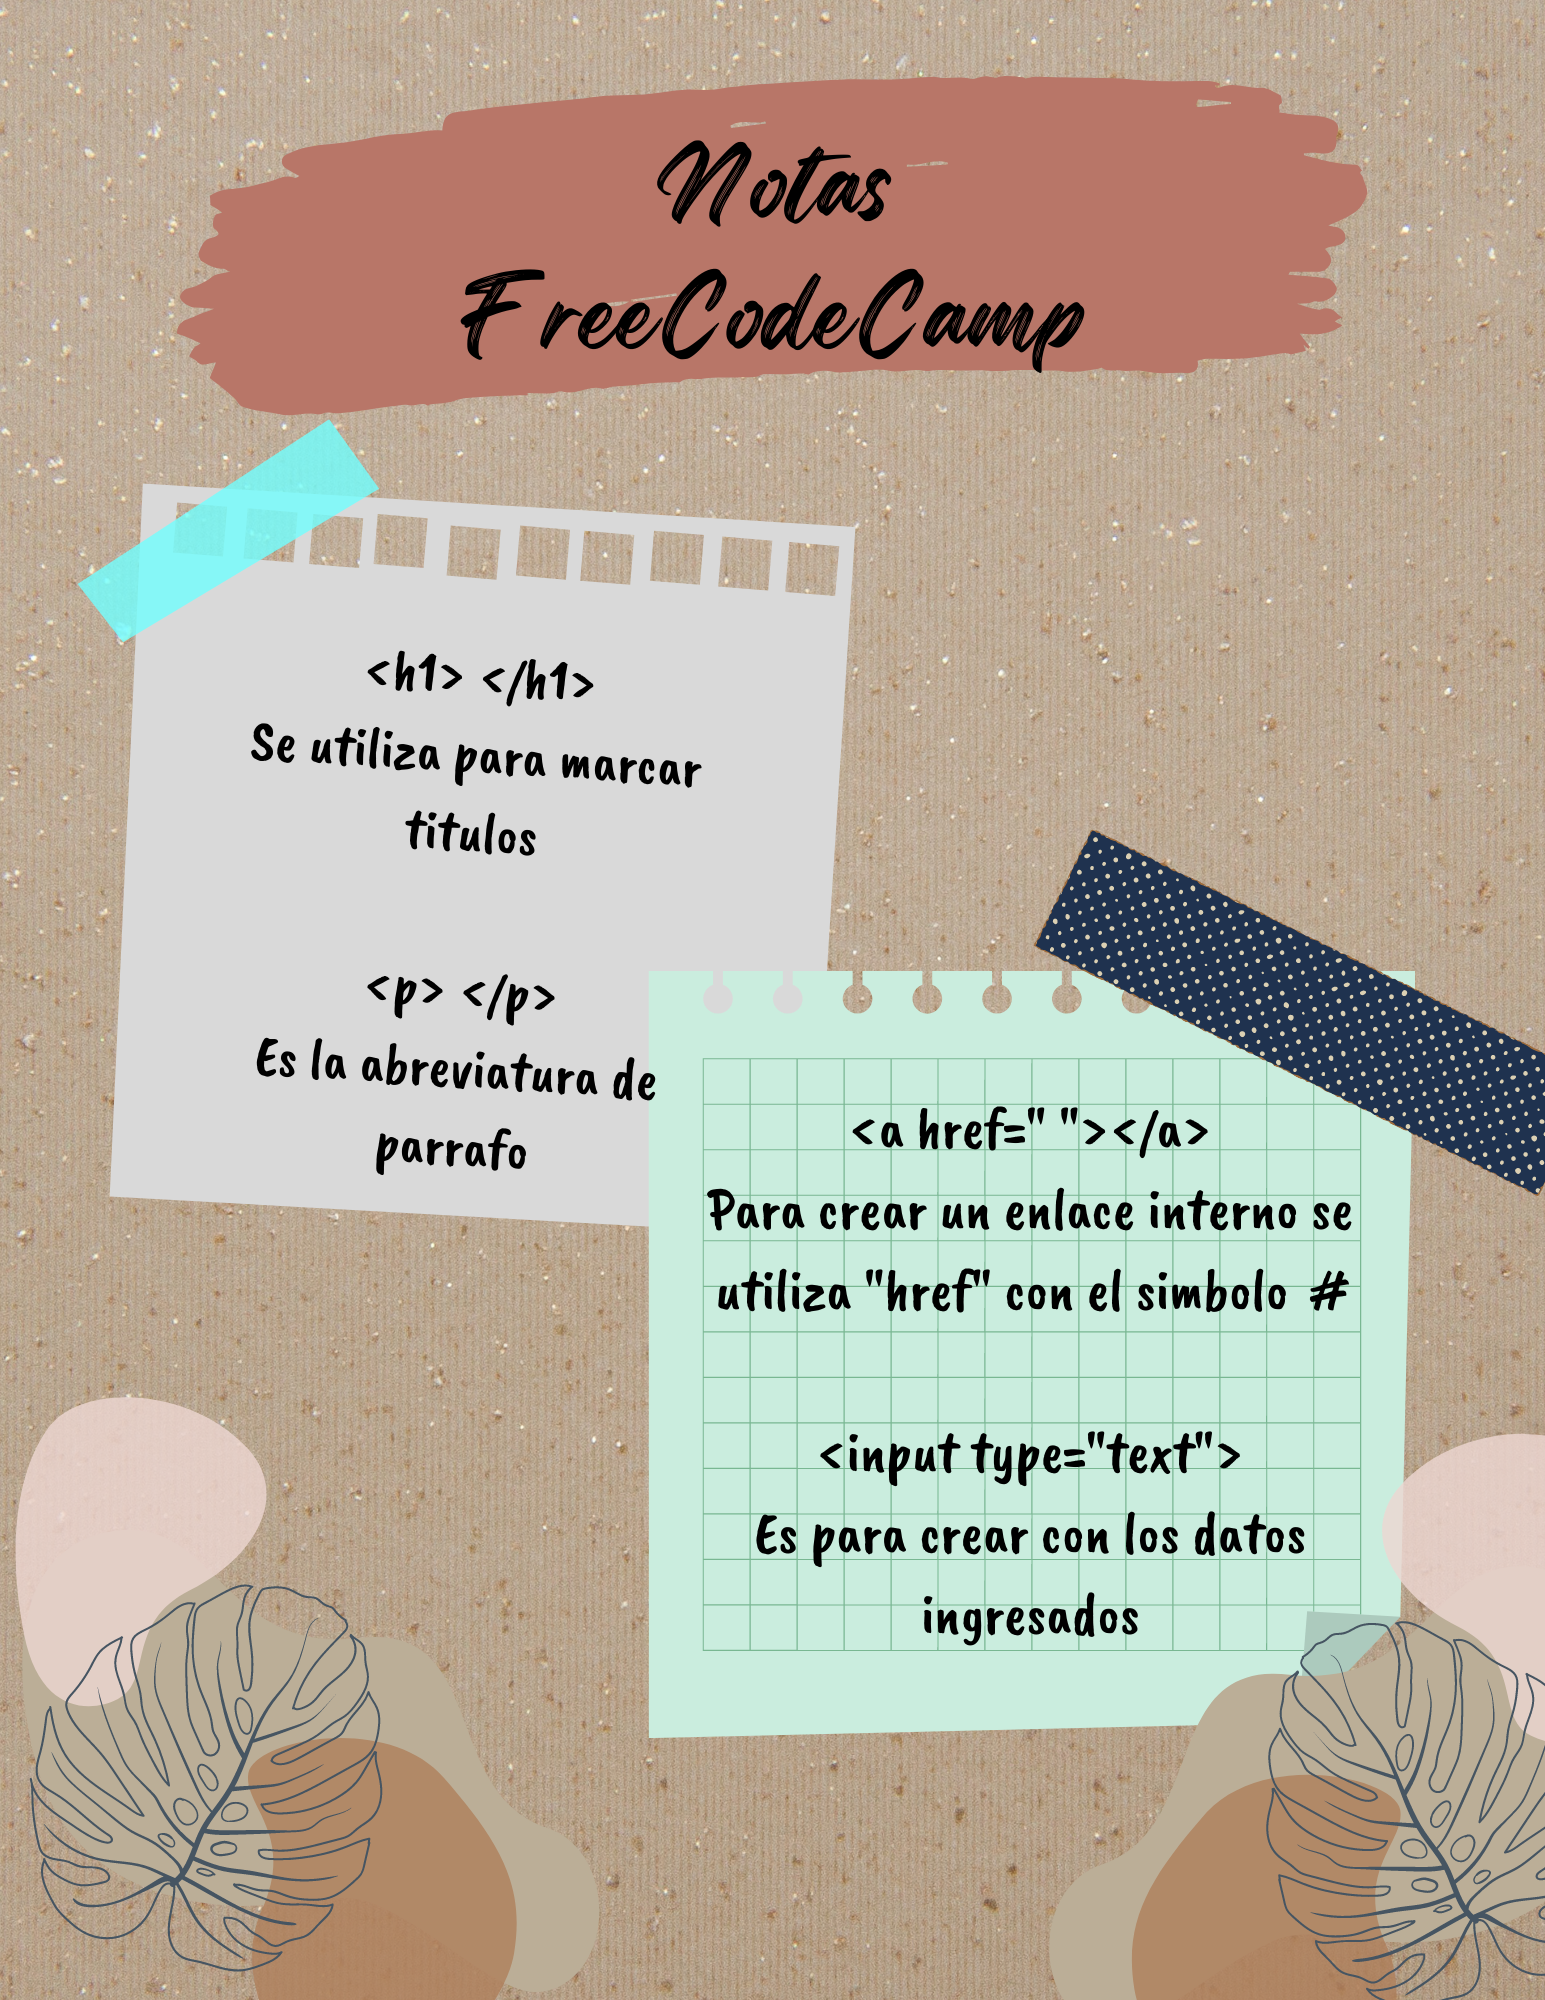 Notas
FreeCodeCamp
<h1> </h1>
Se utiliza para marcar
titulos
<p> </p>
Es la abreviatura de
parrafo
<a href=" "></a>
Para crear un enlace interno se
utiliza "href" con el simbolo #
<input type="text">
Es para crear con los datos
ingresados